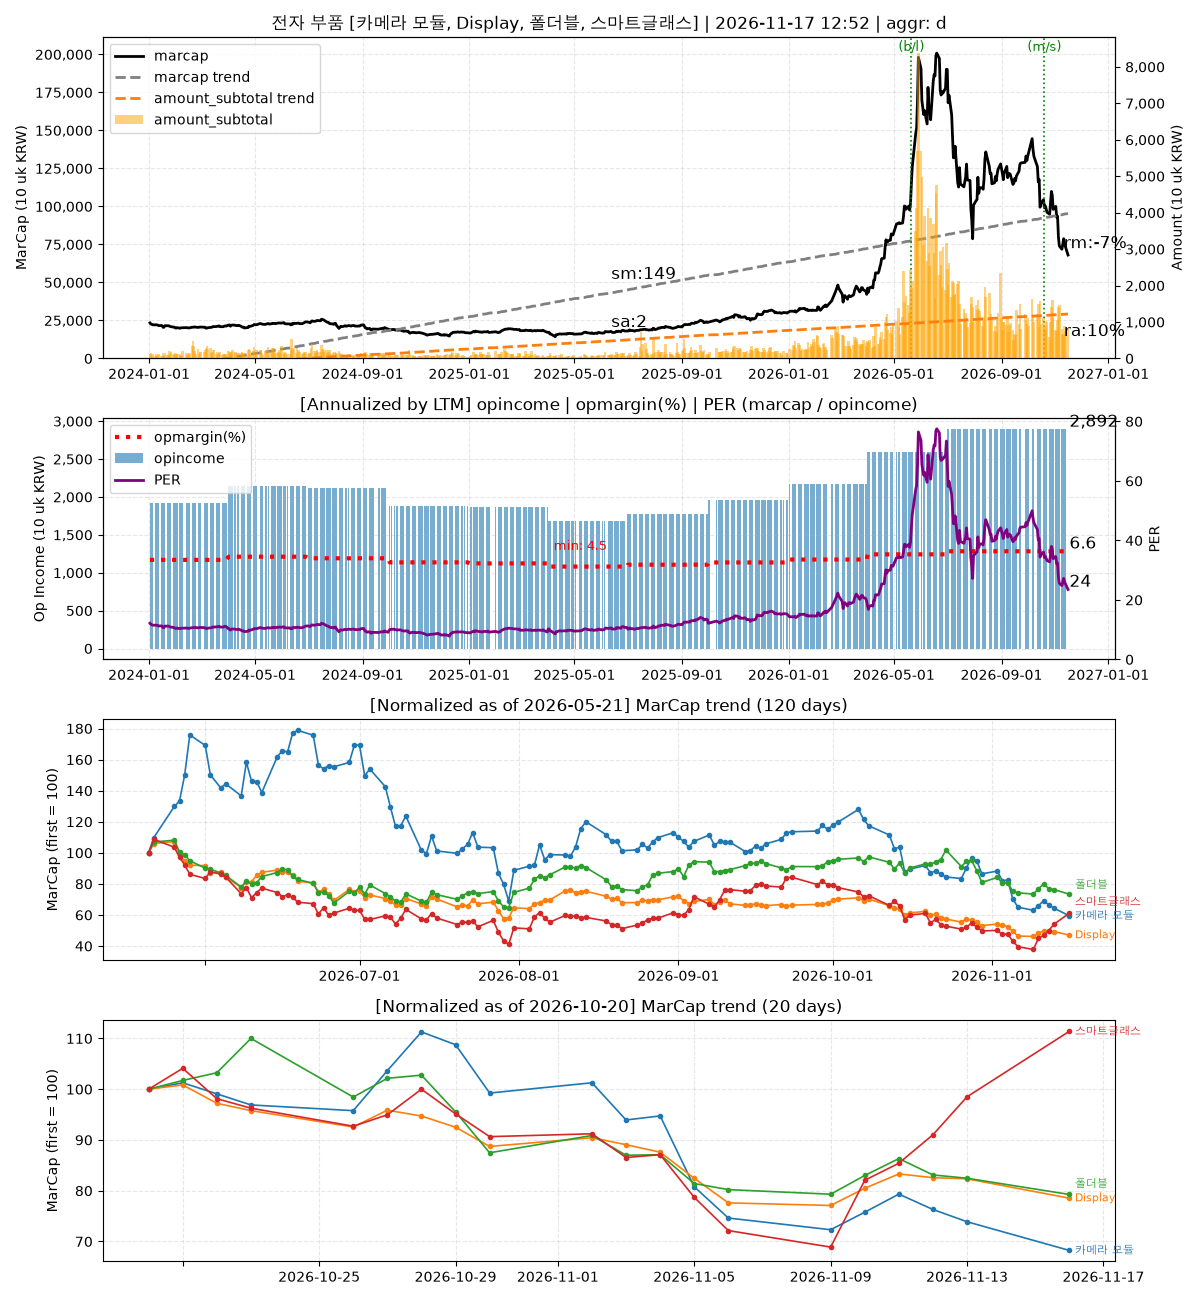 전자 부품 [카메라 모듈, Display, 폴더블, 스마트글래스] | 2026-11-17 12:52 | aggr: d
marcap
marcap trend
amount_subtotal trend
amount_subtotal
(b/l)
(m/s)
MarCap (10 uk KRW)
Amount (10 uk KRW)
200,000
175,000
150,000
125,000
100,000
75,000
50,000
25,000
0
8,000
7,000
6,000
5,000
4,000
3,000
2,000
1,000
0
sm:149
sa:2
rm:-7%
ra:10%
2024-01-01 2024-05-01 2024-09-01 2025-01-01 2025-05-01 2025-09-01 2026-01-01 2026-05-01 2026-09-01 2027-01-01
[Annualized by LTM] opincome | opmargin(%) | PER (marcap / opincome)
opmargin(%)
opincome
PER
Op Income (10 uk KRW)
PER
3,000
2,500
2,000
1,500
1,000
500
0
80
60
40
20
0
min: 4.5
2,892
6.6
24
2024-01-01 2024-05-01 2024-09-01 2025-01-01 2025-05-01 2025-09-01 2026-01-01 2026-05-01 2026-09-01 2027-01-01
[Normalized as of 2026-05-21] MarCap trend (120 days)
MarCap (first = 100)
180
160
140
120
100
80
60
40
폴더블
스마트글래스
카메라 모듈
Display
2026-07-01 2026-08-01 2026-09-01 2026-10-01 2026-11-01
[Normalized as of 2026-10-20] MarCap trend (20 days)
MarCap (first = 100)
110
100
90
80
70
스마트글래스
폴더블
Display
카메라 모듈
2026-10-25 2026-10-29 2026-11-01 2026-11-05 2026-11-09 2026-11-13 2026-11-17